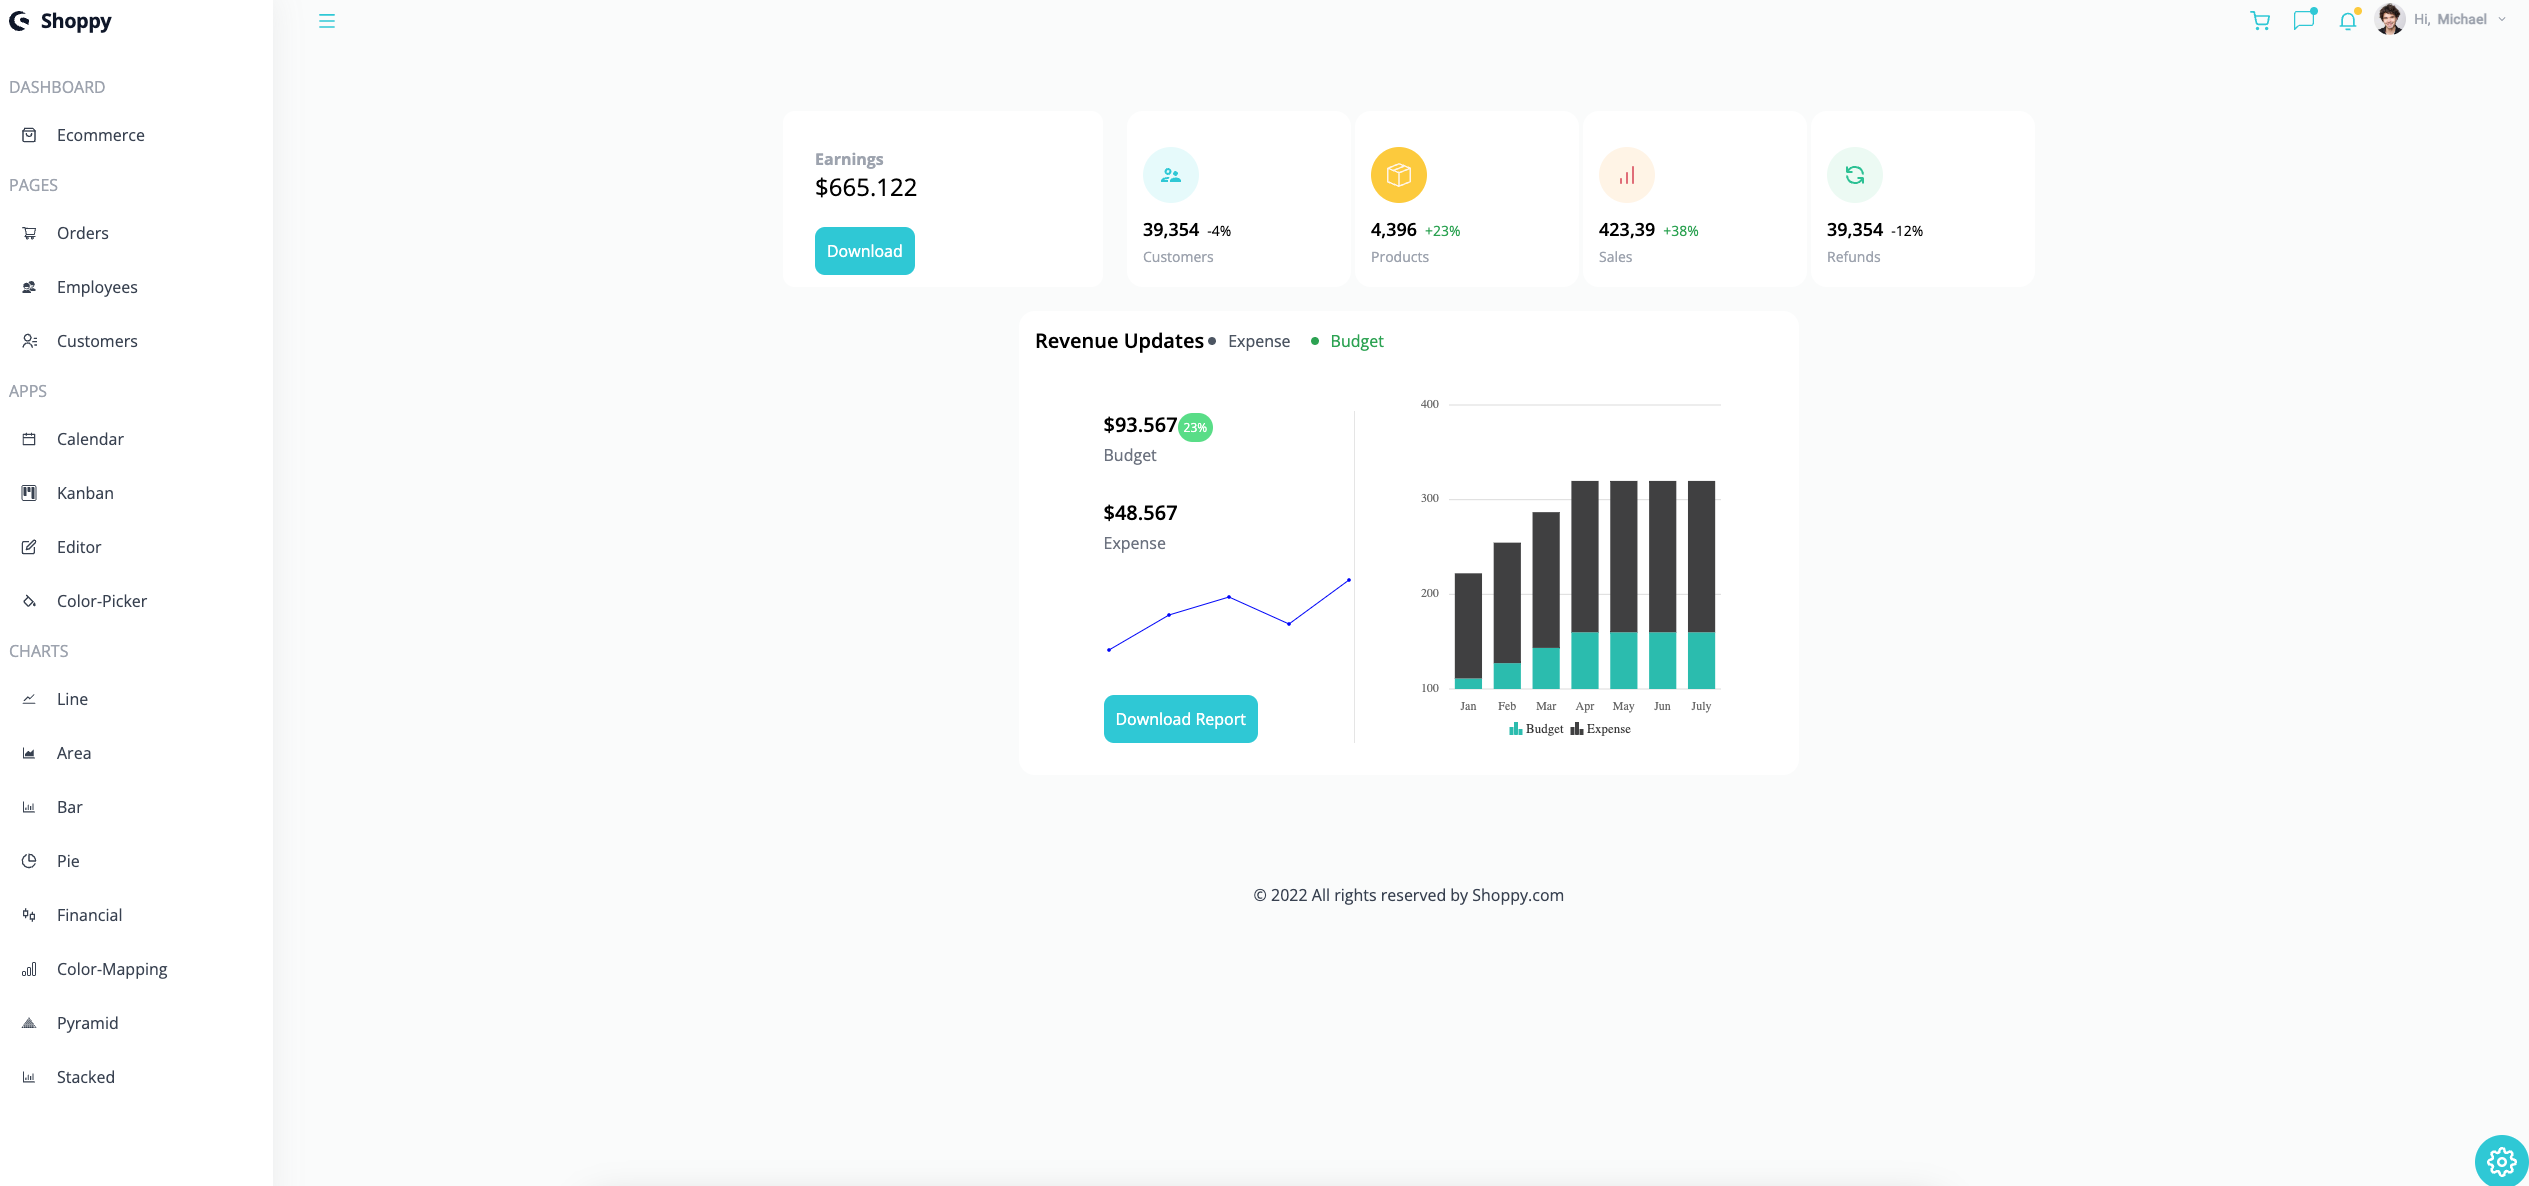 Shoppy
Hi, Michael
DASHBOARD
Ecommerce
PAGES
Orders
Employees
Customers
APPS
Calendar
Kanban
Editor
Color-Picker
CHARTS
Line
Area
Bar
Pie
Financial
Color-Mapping
Pyramid
Stacked
Earnings
$665.122
Download
39,354 -4%
Customers
4,396 +23%
Products
423,39 +38%
Sales
39,354 -12%
Refunds
Revenue Updates Expense Budget
$93.567 23%
Budget
$48.567
Expense
Download Report
400
300
200
100
Jan Feb Mar Apr May Jun July
Budget Expense
© 2022 All rights reserved by Shoppy.com